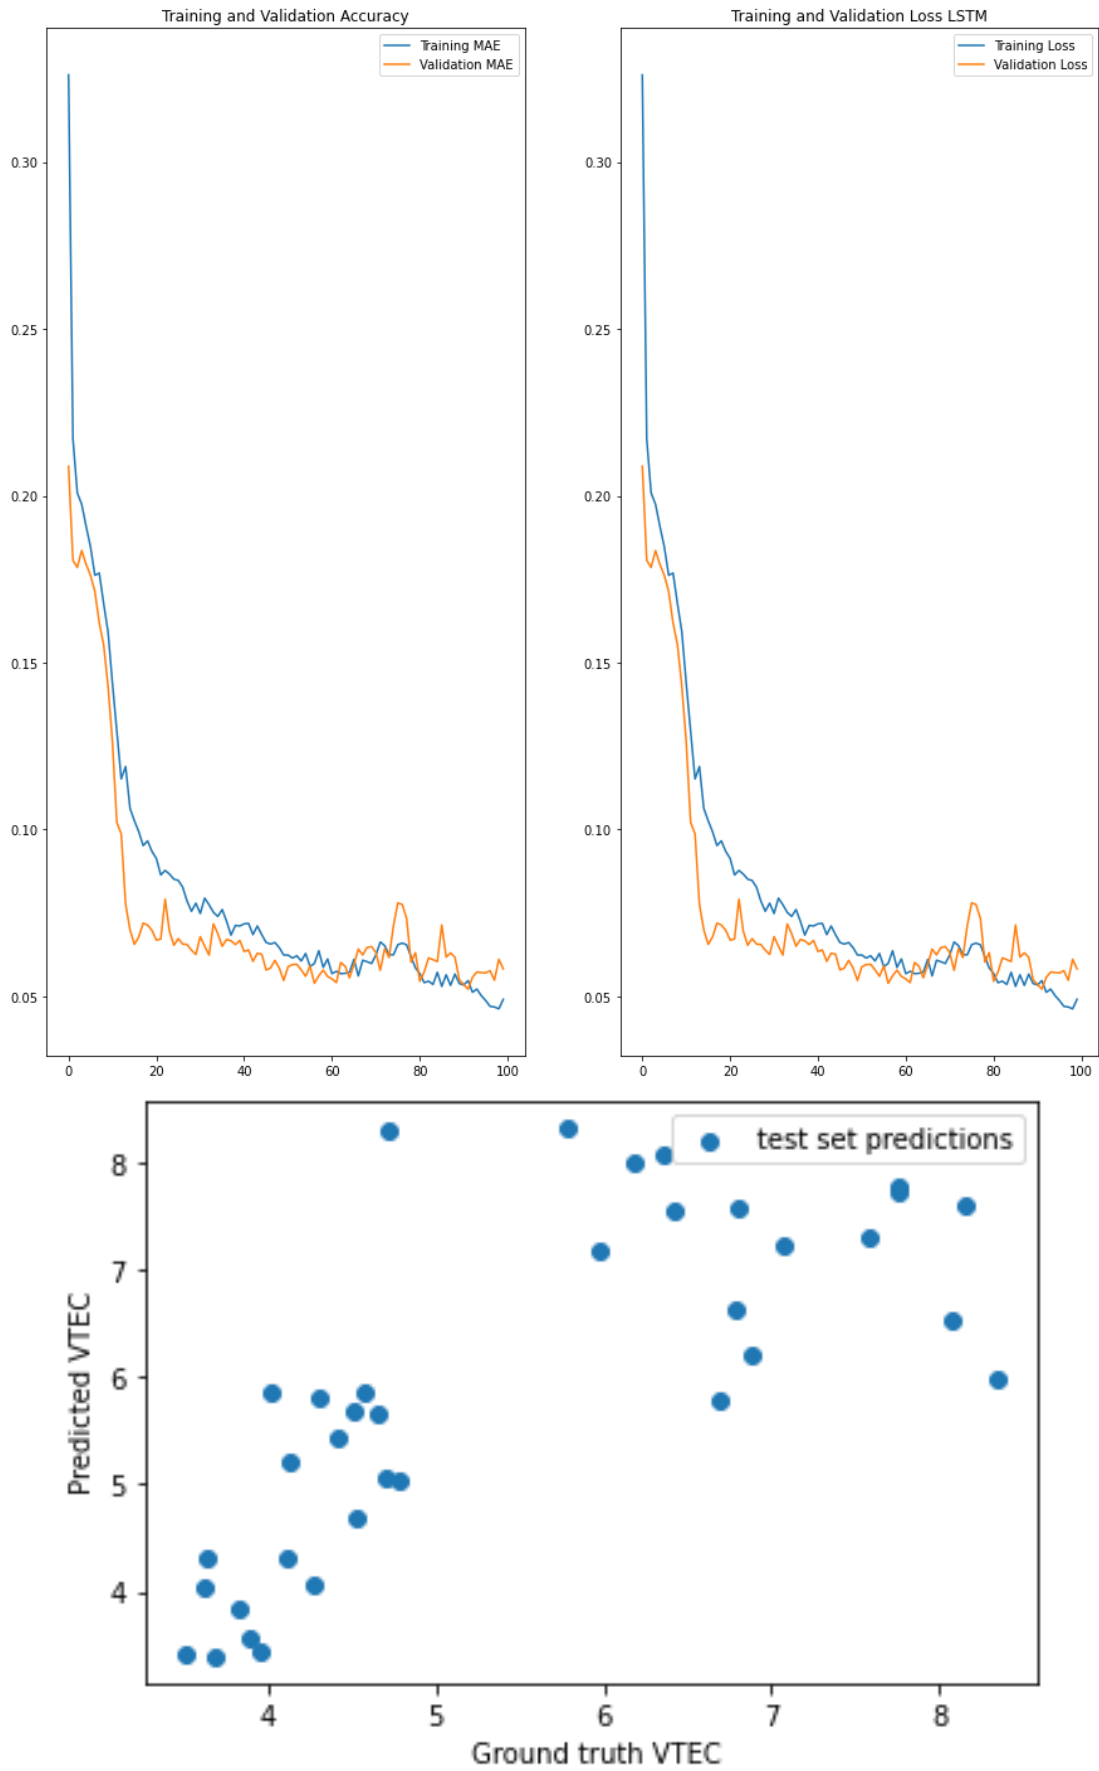 Training and Validation Accuracy
Training MAE
Validation MAE
0.30
0.25
0.20
0.15
0.10
0.05
0 20 40 60 80 100
Training and Validation Loss LSTM
Training Loss
Validation Loss
0.30
0.25
0.20
0.15
0.10
0.05
0 20 40 60 80 100
test set predictions
Predicted VTEC
8
7
6
5
4
4 5 6 7 8
Ground truth VTEC